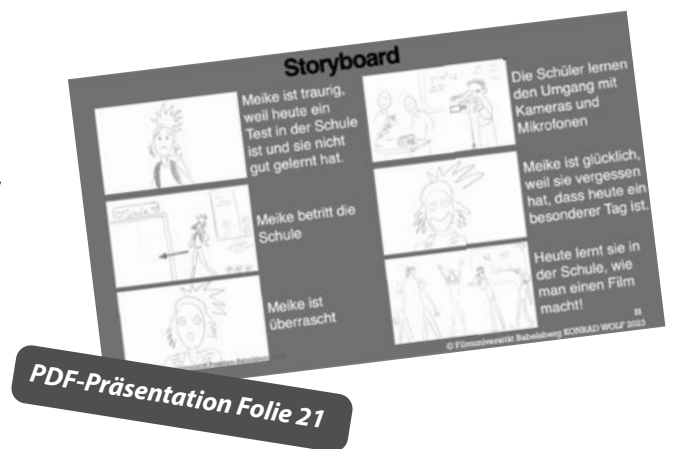 Storyboard
Meike ist traurig,
weil heute ein
Test in der Schule
ist und sie nicht
gut gelernt hat.
Meike betritt die
Schule
Meike ist
überrascht
Die Schüler lernen
den Umgang mit
Kameras und
Mikrofonen
Meike ist glücklich,
weil sie vergessen
hat, dass heute ein
besonderer Tag ist.
Heute lernt sie in
der Schule, wie
man einen Film
macht!
© Filmuniversität Babelsberg KONRAD WOLF 2023
PDF-Präsentation Folie 21